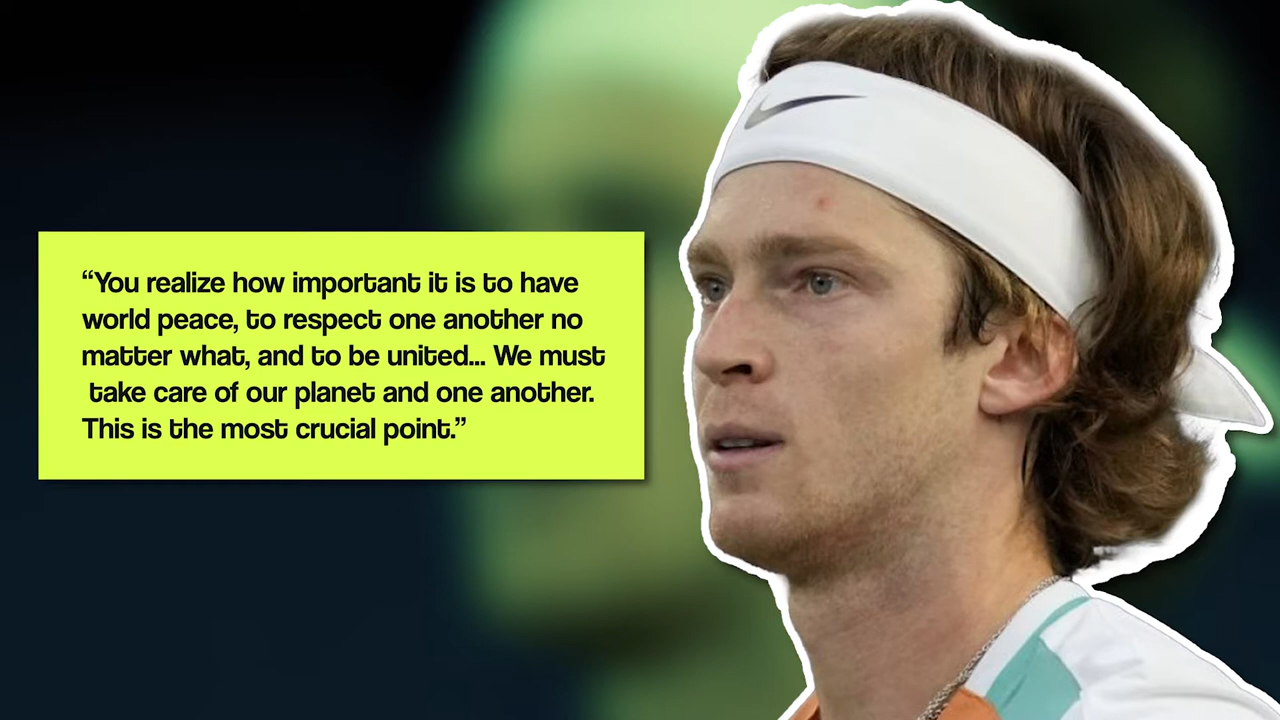 “You realize how important it is to have
world peace, to respect one another no
matter what, and to be united... We must
take care of our planet and one another.
This is the most crucial point.”